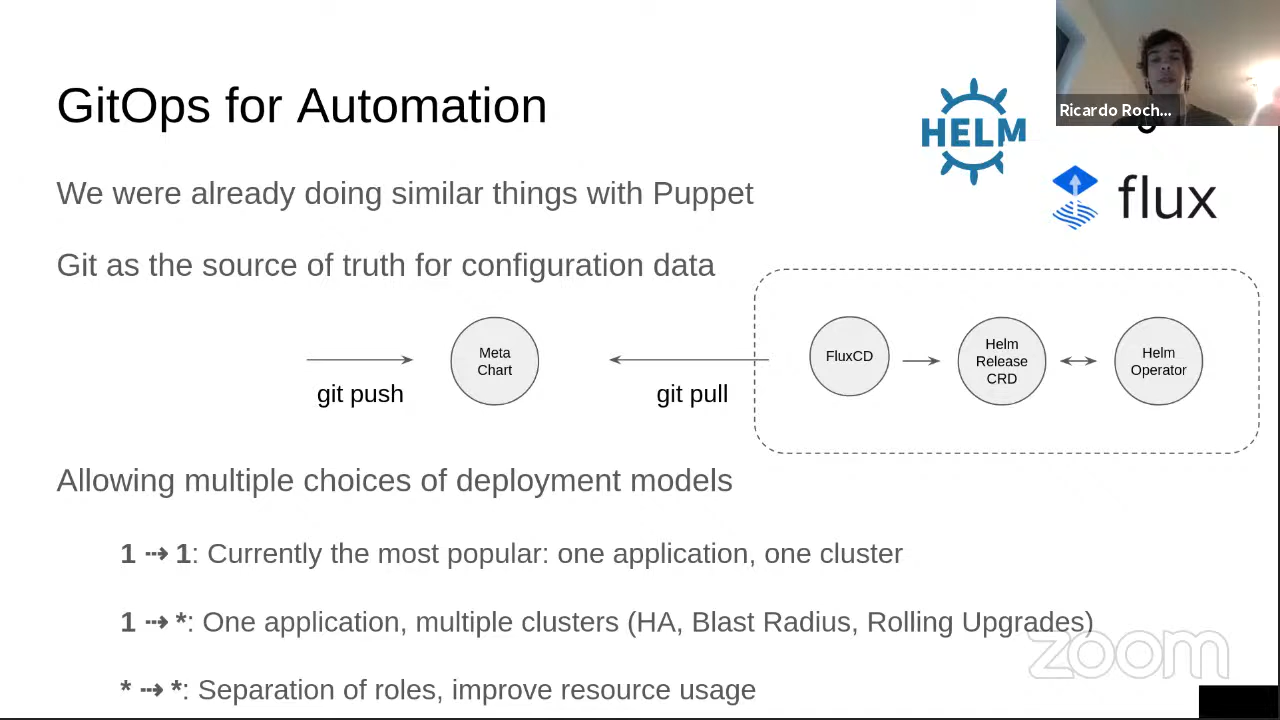 Ricardo Roch...
GitOps for Automation
HELM
flux
We were already doing similar things with Puppet
Git as the source of truth for configuration data
Meta
Chart
FluxCD
Helm
Release
CRD
Helm
Operator
git push
git pull
Allowing multiple choices of deployment models
1 ⇢ 1: Currently the most popular: one application, one cluster
1 ⇢ *: One application, multiple clusters (HA, Blast Radius, Rolling Upgrades)
* ⇢ *: Separation of roles, improve resource usage
zoom